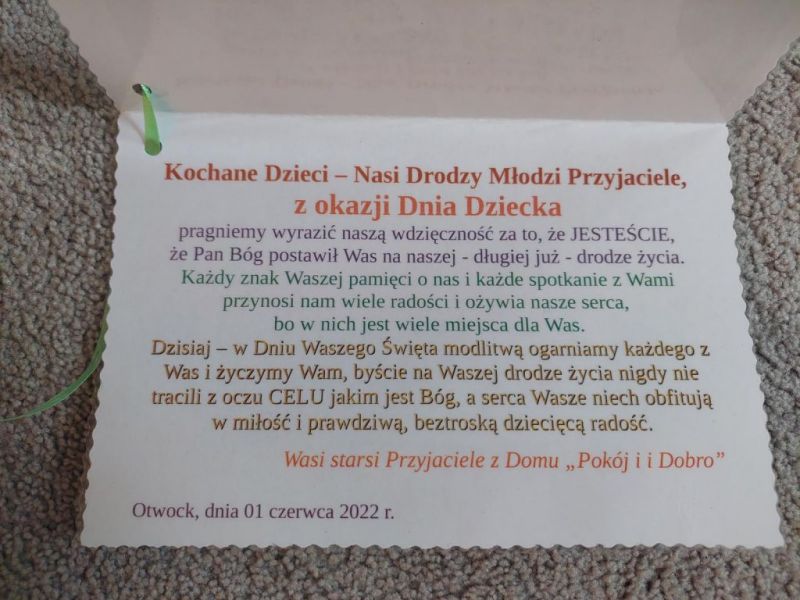 Kochane Dzieci – Nasi Drodzy Młodzi Przyjaciele,
z okazji Dnia Dziecka
pragniemy wyrazić naszą wdzięczność za to, że JESTEŚCIE,
że Pan Bóg postawił Was na naszej - długiej już - drodze życia.
Każdy znak Waszej pamięci o nas i każde spotkanie z Wami
przynosi nam wiele radości i ożywia nasze serca,
bo w nich jest wiele miejsca dla Was.
Dzisiaj – w Dniu Waszego Święta modlitwą ogarniamy każdego z
Was i życzymy Wam, byście na Waszej drodze życia nigdy nie
tracili z oczu CELU jakim jest Bóg, a serca Wasze niech obfitują
w miłość i prawdziwą, beztroską dziecięcą radość.
Wasi starsi Przyjaciele z Domu „Pokój i i Dobro”
Otwock, dnia 01 czerwca 2022 r.